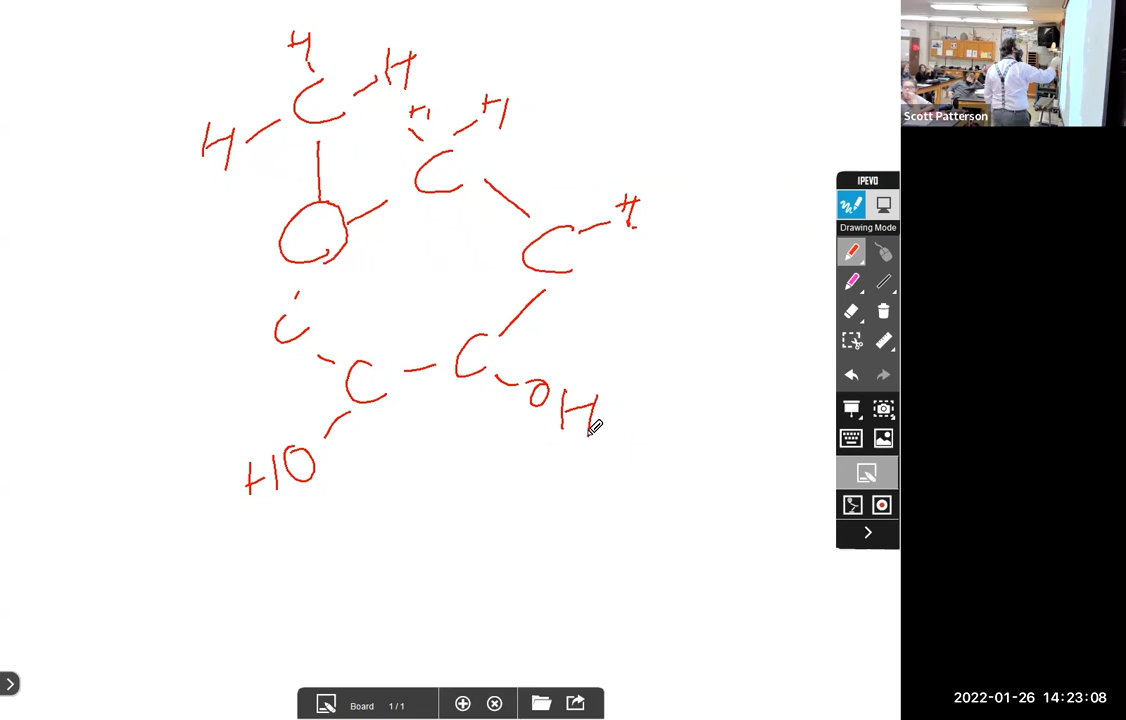 H
H
H
C
H
H
C
O
C
H
C
C
C
OH
HO
Scott Patterson
IPEVO
Drawing Mode
Board 1/1
2022-01-26 14:23:08